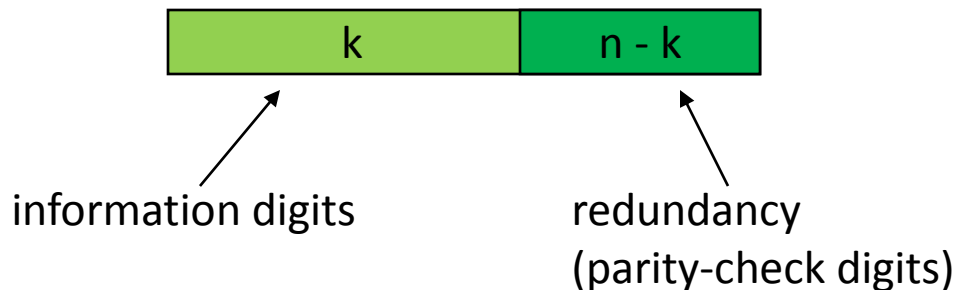 k
n - k
information digits
redundancy
(parity-check digits)